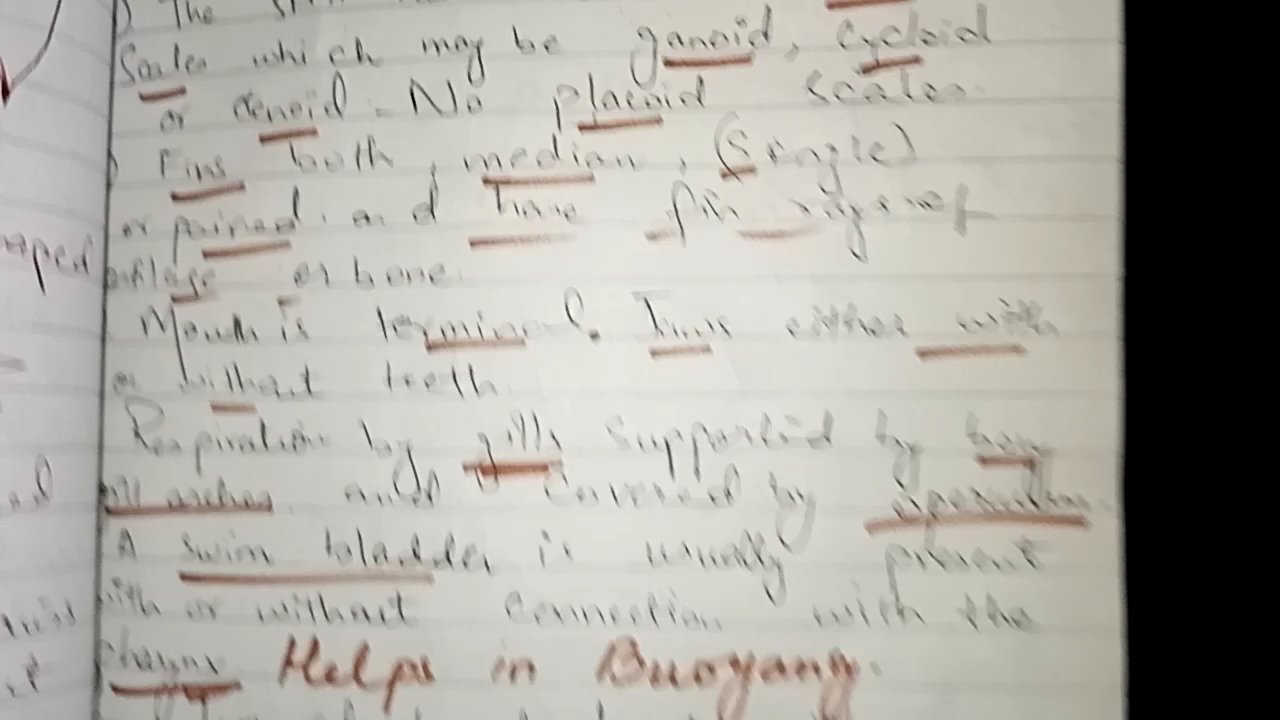 The
Scales which may be ganoid, cycloid
or ctenoid. No placoid scales.
Fins both, median, (single)
or paired. and have fin rays of
or bone.
Mouth is terminal. either with
or without teeth.
Respiration by gills supported by bony
gill arches and covered by operculum.
A swim bladder is usually present
with or without connection with the
pharynx Helps in Buoyancy.
aped